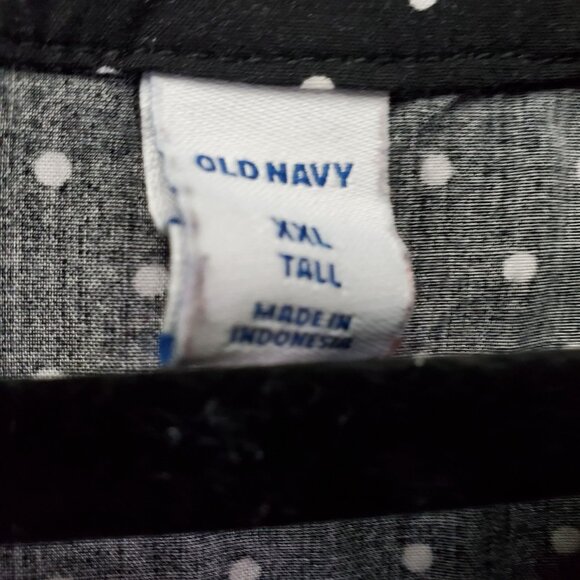 OLD NAVY
XXL
TALL
MADE IN
INDONESIA